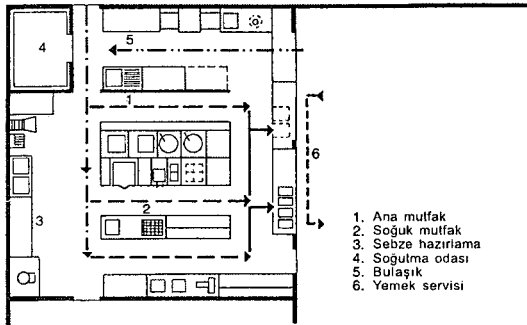 4
5
1
6
2
3
1. Ana mutfak
2. Soğuk mutfak
3. Sebze hazırlama
4. Soğutma odası
5. Bulaşık
6. Yemek servisi